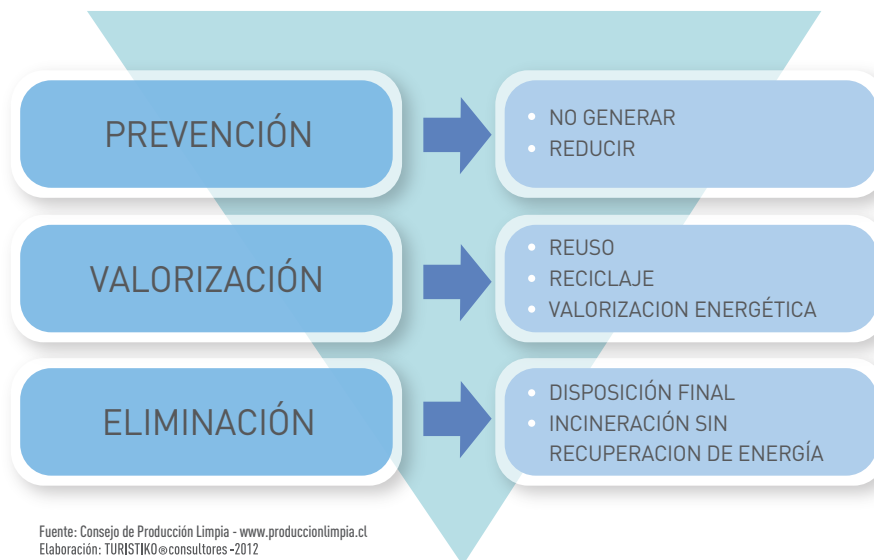 PREVENCIÓN
• NO GENERAR
• REDUCIR
VALORIZACIÓN
• REUSO
• RECICLAJE
• VALORIZACION ENERGÉTICA
ELIMINACIÓN
• DISPOSICIÓN FINAL
• INCINERACIÓN SIN
RECUPERACION DE ENERGÍA
Fuente: Consejo de Producción Limpia - www.produccionlimpia.cl
Elaboración: TURISTIKO®consultores -2012